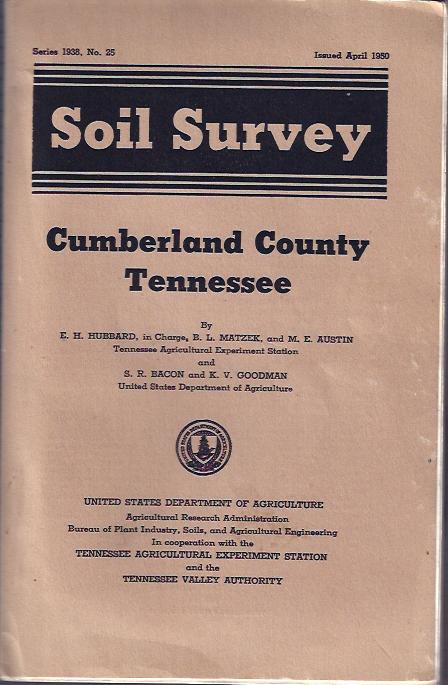 Series 1938, No. 25
Issued April 1950
Soil Survey
Cumberland County
Tennessee
By
E. H. HUBBARD, in Charge, B. L. MATZEK, and M. E. AUSTIN
Tennessee Agricultural Experiment Station
and
S. R. BACON and K. V. GOODMAN
United States Department of Agriculture
UNITED STATES DEPARTMENT OF AGRICULTURE
Agricultural Research Administration
Bureau of Plant Industry, Soils, and Agricultural Engineering
In cooperation with the
TENNESSEE AGRICULTURAL EXPERIMENT STATION
and the
TENNESSEE VALLEY AUTHORITY